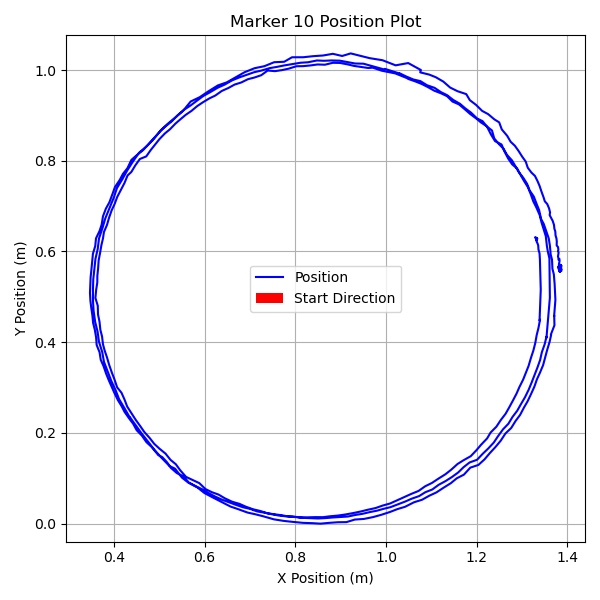 Marker 10 Position Plot
1.0
0.8
0.6
0.4
0.2
0.0
Y Position (m)
Position
Start Direction
0.4 0.6 0.8 1.0 1.2 1.4
X Position (m)